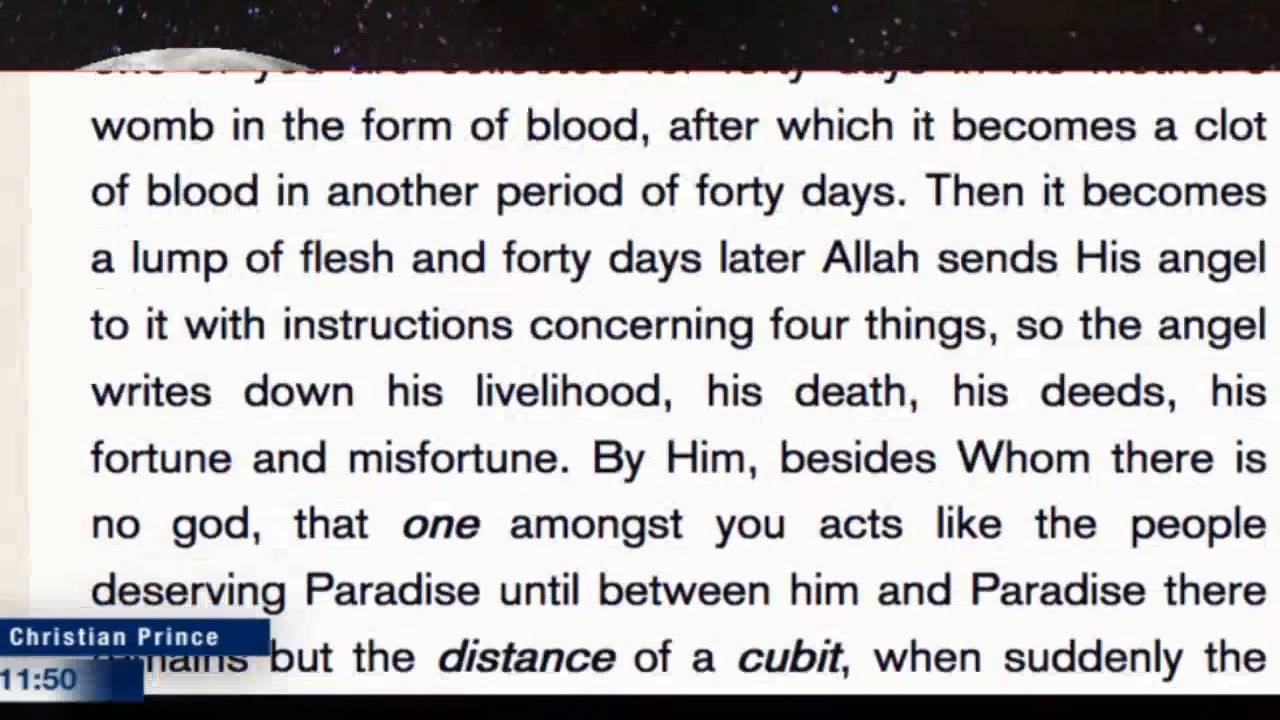 womb in the form of blood, after which it becomes a clot
of blood in another period of forty days. Then it becomes
a lump of flesh and forty days later Allah sends His angel
to it with instructions concerning four things, so the angel
writes down his livelihood, his death, his deeds, his
fortune and misfortune. By Him, besides Whom there is
no god, that one amongst you acts like the people
deserving Paradise until between him and Paradise there
but the distance of a cubit, when suddenly the
Christian Prince
11:50